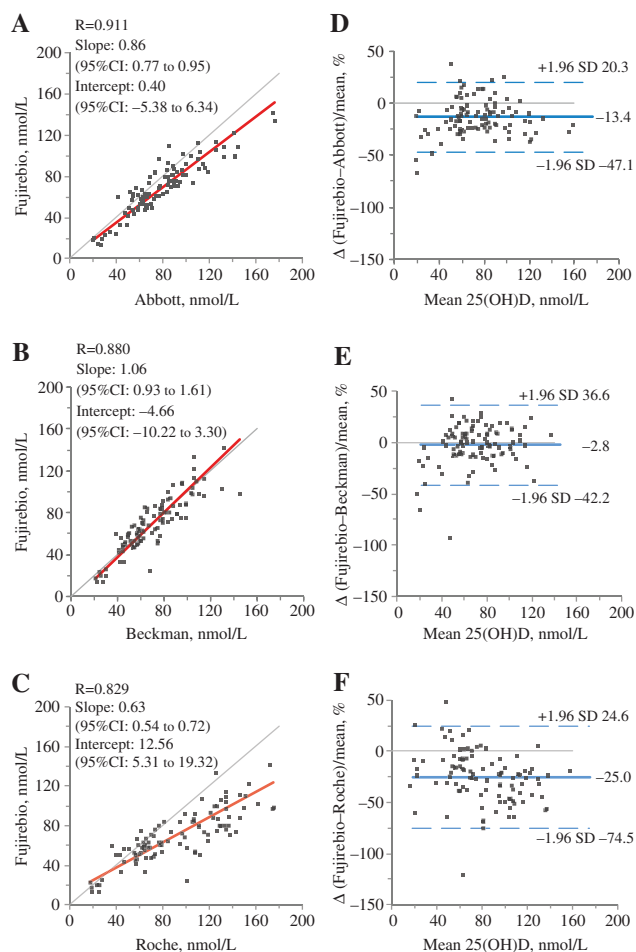 A
R=0.911
Slope: 0.86
(95%CI: 0.77 to 0.95)
Intercept: 0.40
(95%CI: −5.38 to 6.34)
Fujirebio, nmol/L
200
160
120
80
40
0
0 40 80 120 160 200
Abbott, nmol/L
D
Δ (Fujirebio–Abbott)/mean, %
50
0
−50
−100
−150
+1.96 SD 20.3
−13.4
−1.96 SD −47.1
0 40 80 120 160 200
Mean 25(OH)D, nmol/L
B
R=0.880
Slope: 1.06
(95%CI: 0.93 to 1.61)
Intercept: −4.66
(95%CI: −10.22 to 3.30)
Fujirebio, nmol/L
200
160
120
80
40
0
0 40 80 120 160 200
Beckman, nmol/L
E
Δ (Fujirebio–Beckman)/mean, %
50
0
−50
−100
−150
+1.96 SD 36.6
−2.8
−1.96 SD −42.2
0 40 80 120 160 200
Mean 25(OH)D, nmol/L
C
R=0.829
Slope: 0.63
(95%CI: 0.54 to 0.72)
Intercept: 12.56
(95%CI: 5.31 to 19.32)
Fujirebio, nmol/L
200
160
120
80
40
0
0 40 80 120 160 200
Roche, nmol/L
F
Δ (Fujirebio–Roche)/mean, %
50
0
−50
−100
−150
−200
+1.96 SD 24.6
−25.0
−1.96 SD −74.5
0 40 80 120 160 200
Mean 25(OH)D, nmol/L